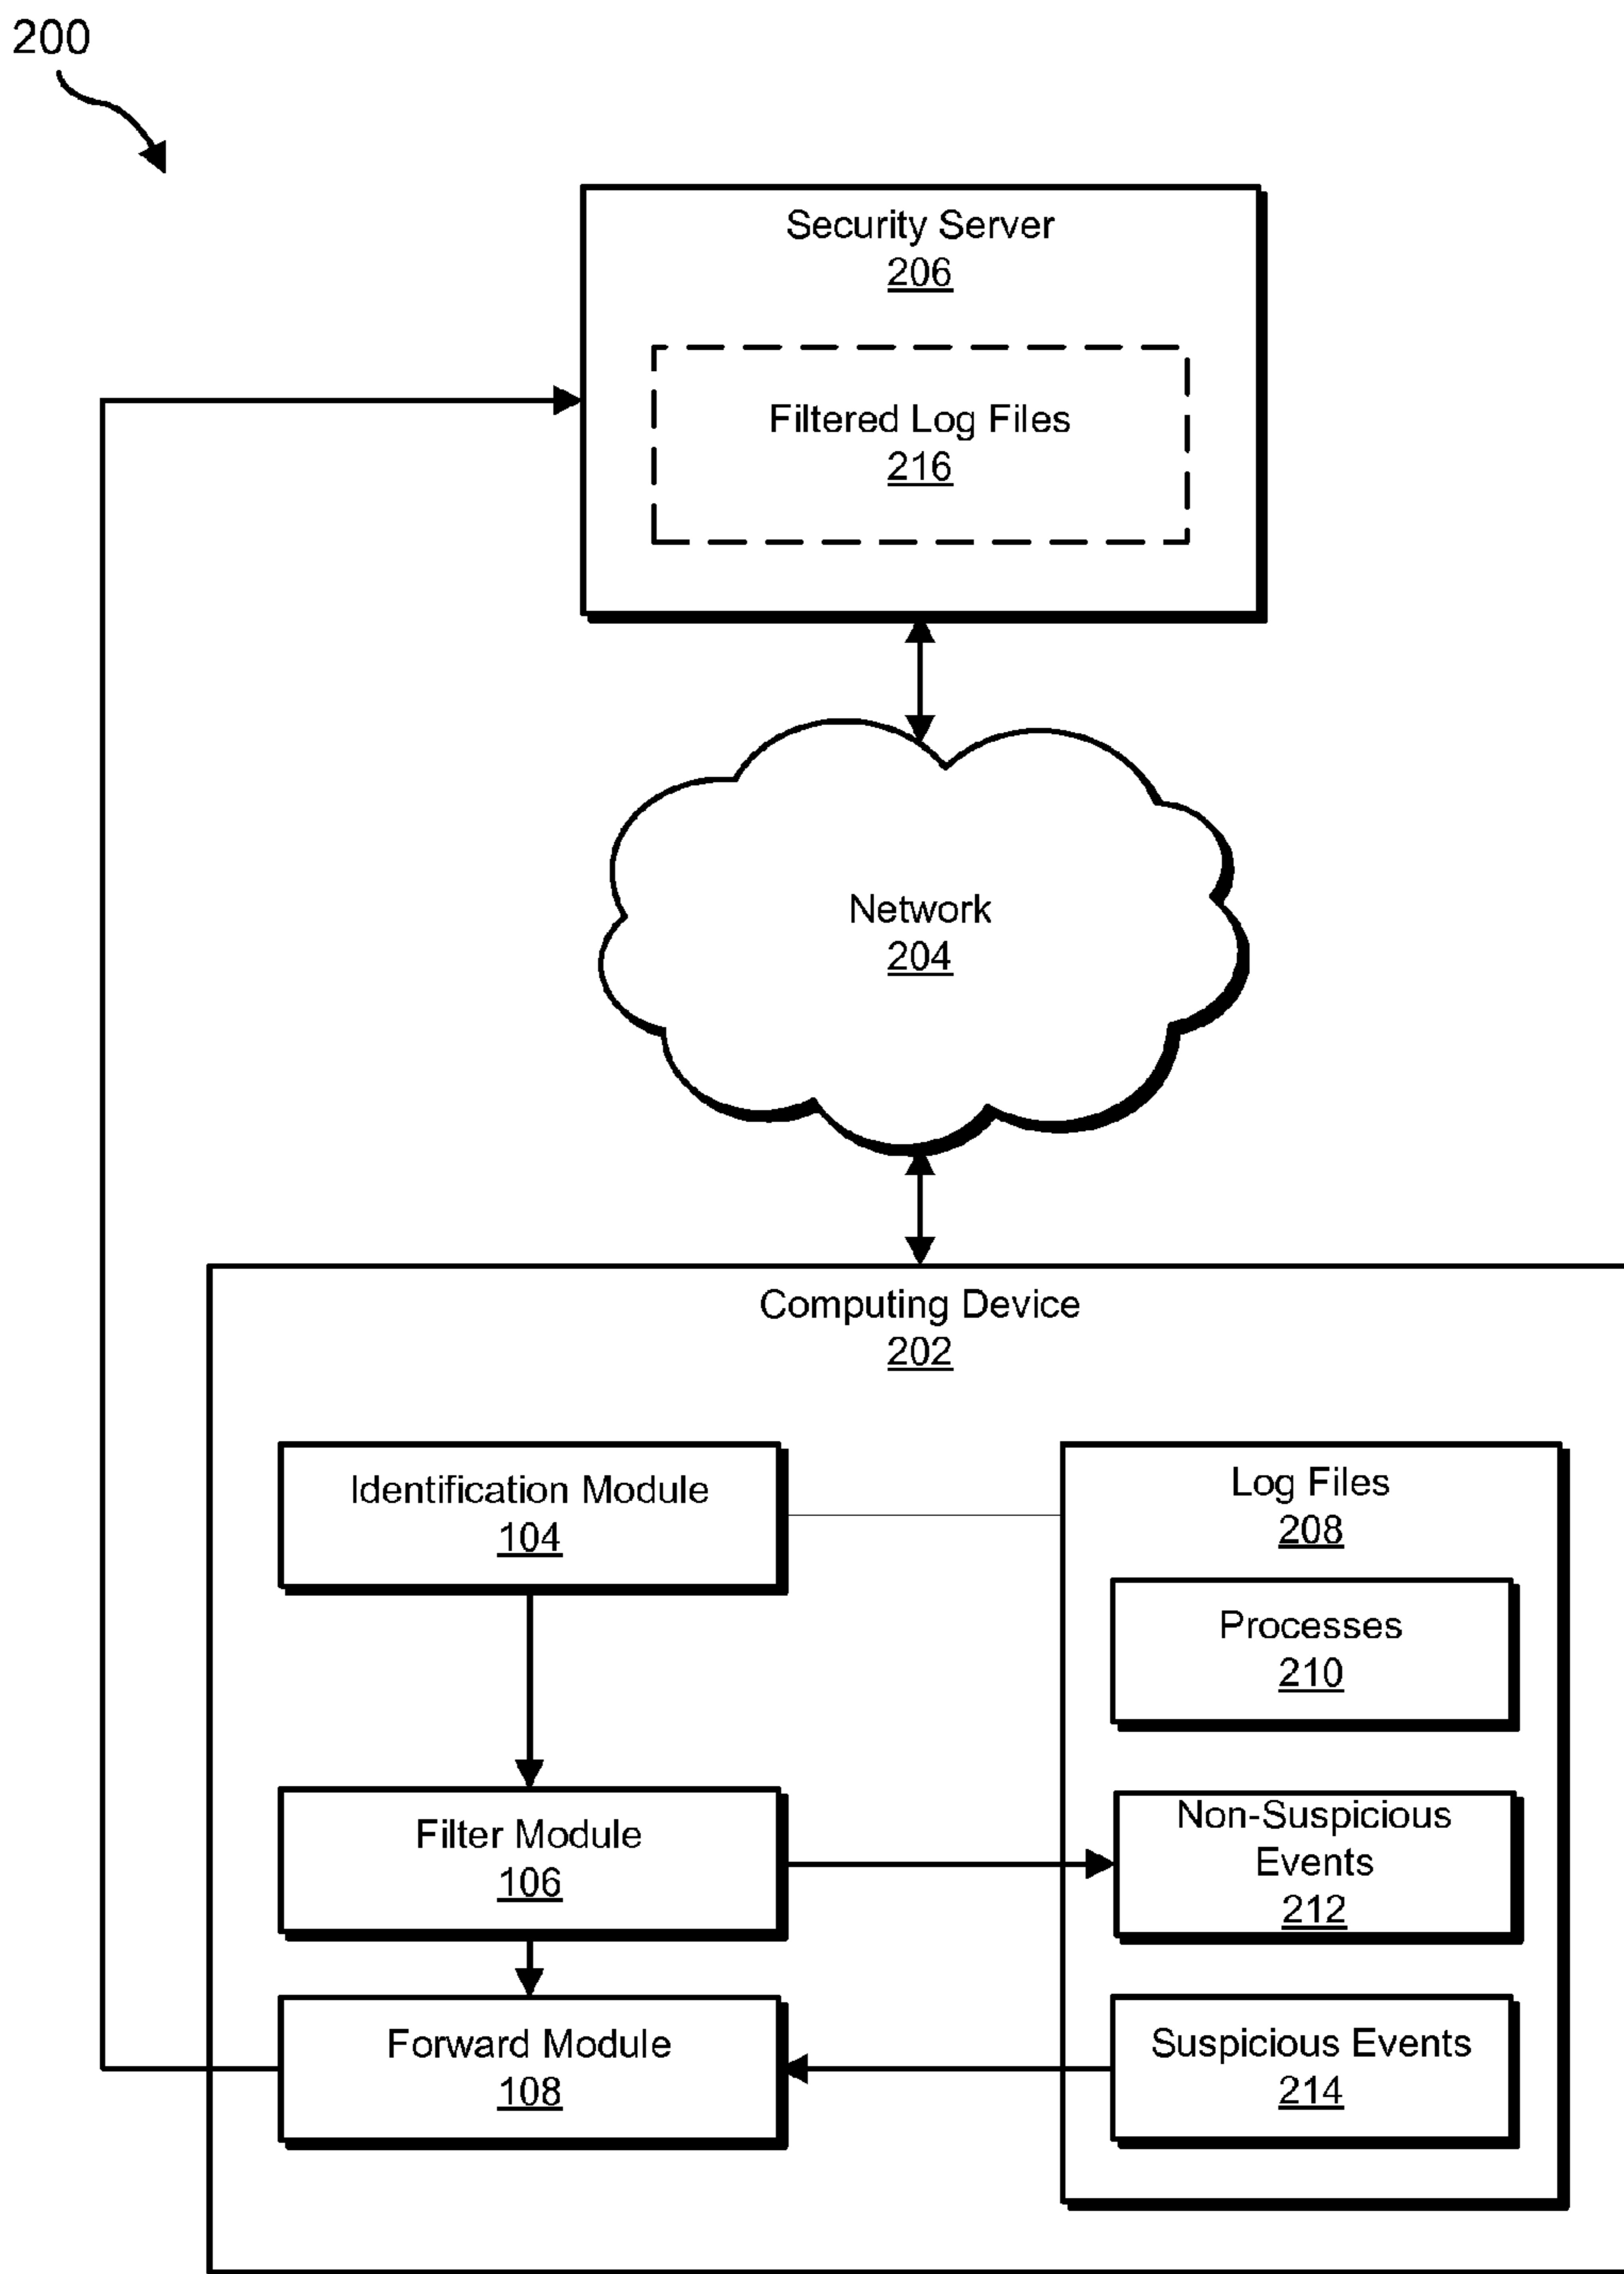 200
Security Server
206
Filtered Log Files
216
Network
204
Computing Device
202
Identification Module
104
Log Files
208
Processes
210
Filter Module
106
Non-Suspicious
Events
212
Forward Module
108
Suspicious Events
214